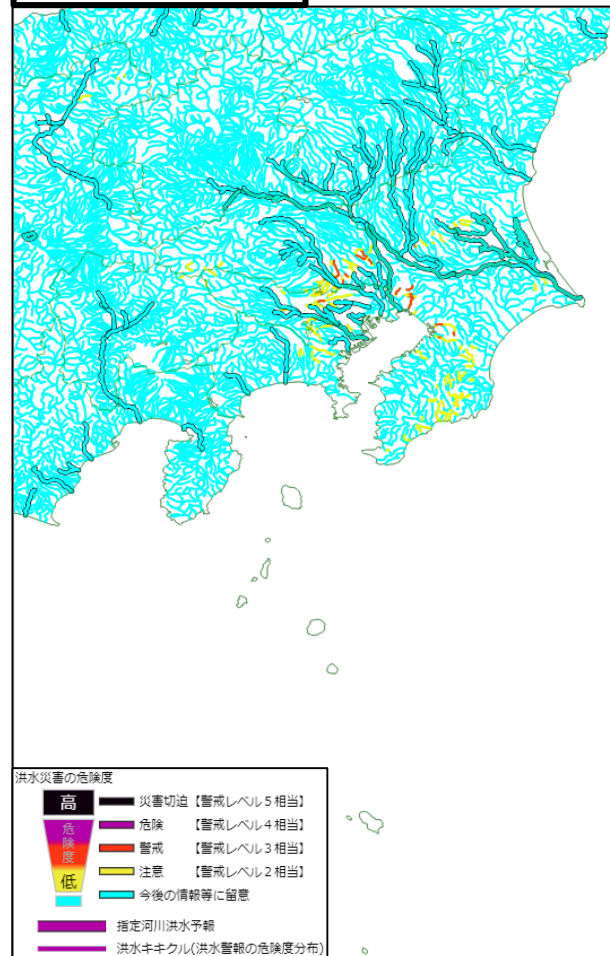 洪水災害の危険度
高
災害切迫【警戒レベル5相当】
危険 【警戒レベル4相当】
危険度
警戒 【警戒レベル3相当】
低
注意 【警戒レベル2相当】
今後の情報等に留意
指定河川洪水予報
洪水キキクル(洪水警報の危険度分布)